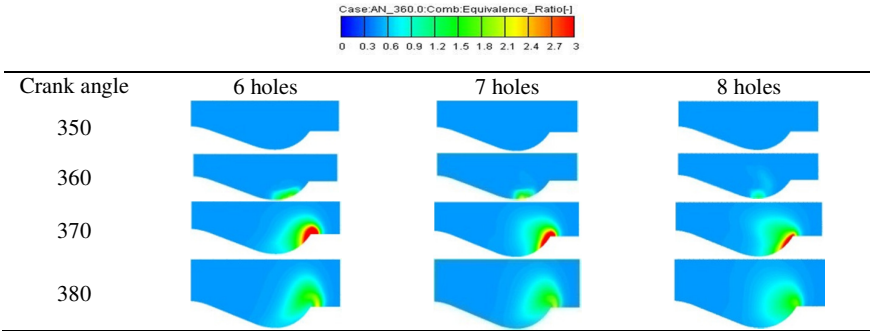 Case:AN_360.0:Comb:Equivalence_Ratio[-]
0 0.3 0.6 0.9 1.2 1.5 1.8 2.1 2.4 2.7 3
Crank angle 6 holes 7 holes 8 holes
350
360
370
380